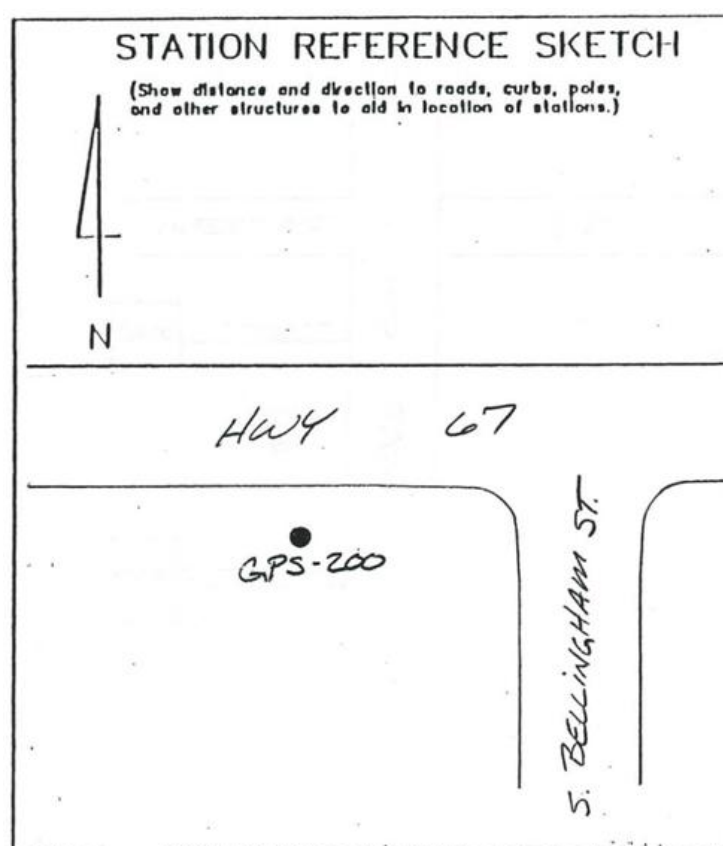 STATION REFERENCE SKETCH
(Show distance and direction to roads, curbs, poles,
and other structures to aid in location of stations.)
N
HWY 67
GPS-200
S. BELLINGHAM ST.